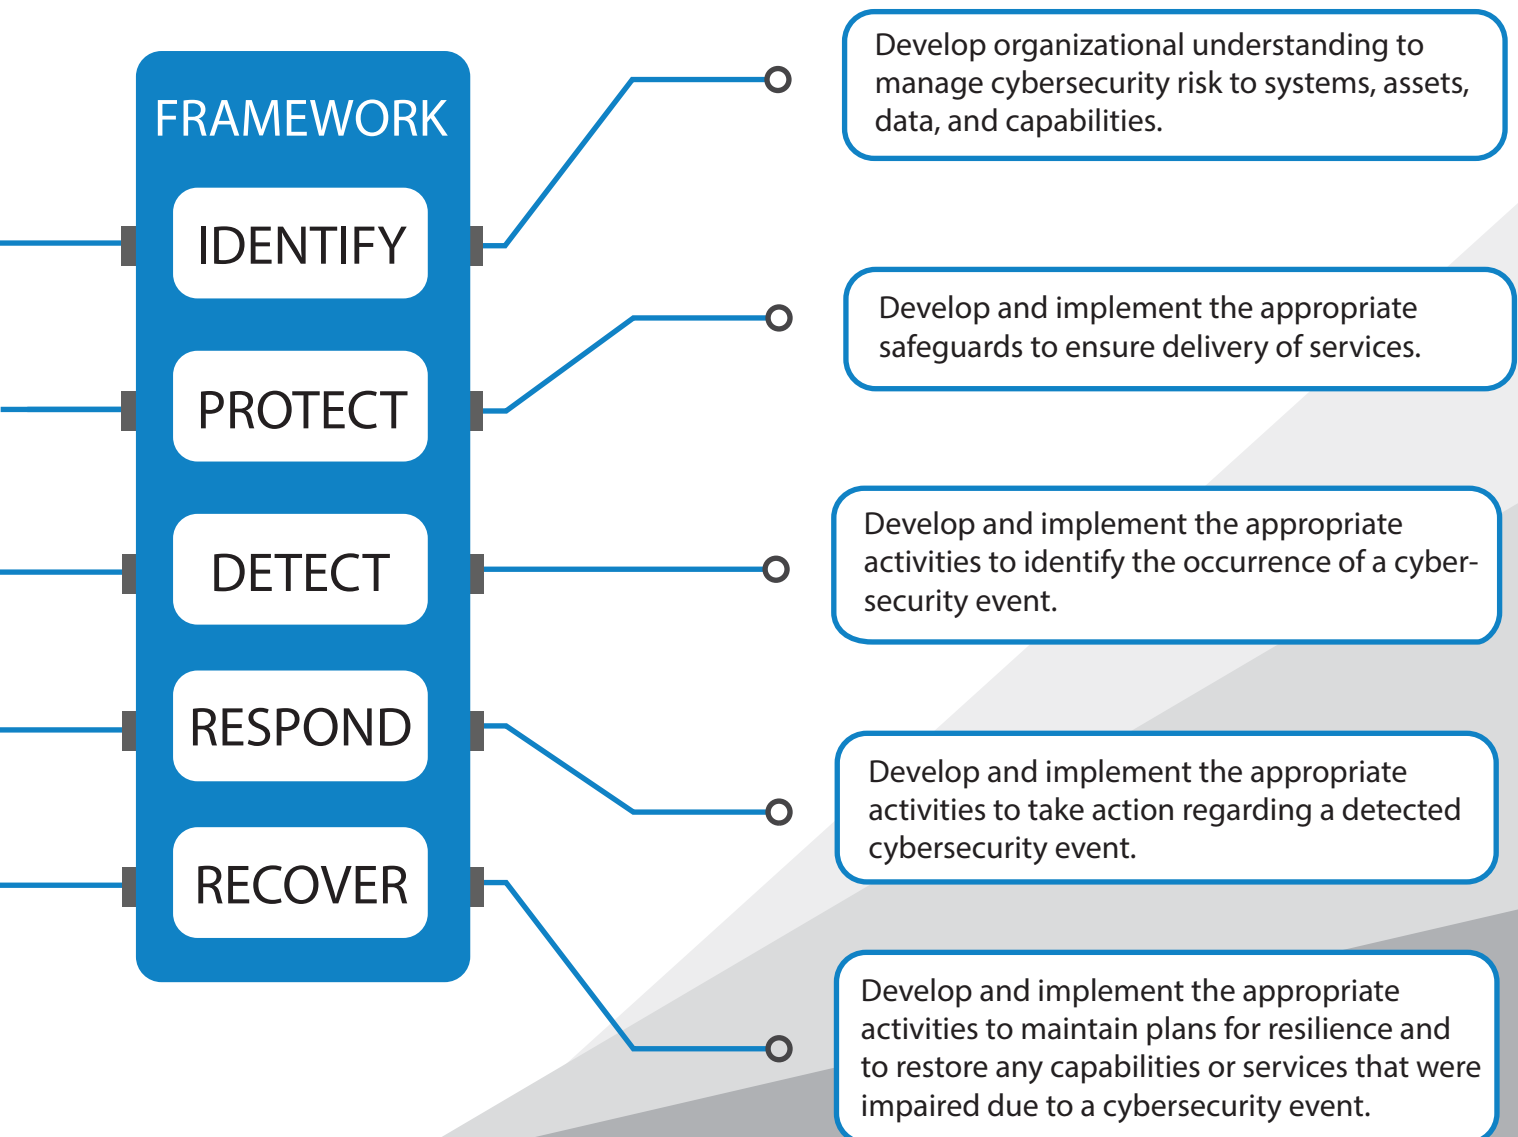 FRAMEWORK
IDENTIFY
Develop organizational understanding to
manage cybersecurity risk to systems, assets,
data, and capabilities.
PROTECT
Develop and implement the appropriate
safeguards to ensure delivery of services.
DETECT
Develop and implement the appropriate
activities to identify the occurrence of a cyber-
security event.
RESPOND
Develop and implement the appropriate
activities to take action regarding a detected
cybersecurity event.
RECOVER
Develop and implement the appropriate
activities to maintain plans for resilience and
to restore any capabilities or services that were
impaired due to a cybersecurity event.